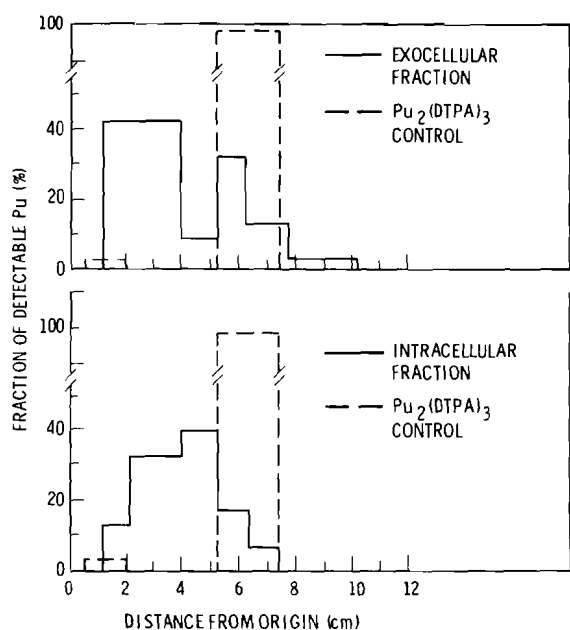 FRACTION OF DETECTABLE Pu (%)
100
40
20
0
EXOCELLULAR
FRACTION
Pu2(DTPA)3
CONTROL
100
40
20
0
INTRACELLULAR
FRACTION
Pu2(DTPA)3
CONTROL
0 2 4 6 8 10 12
DISTANCE FROM ORIGIN (cm)